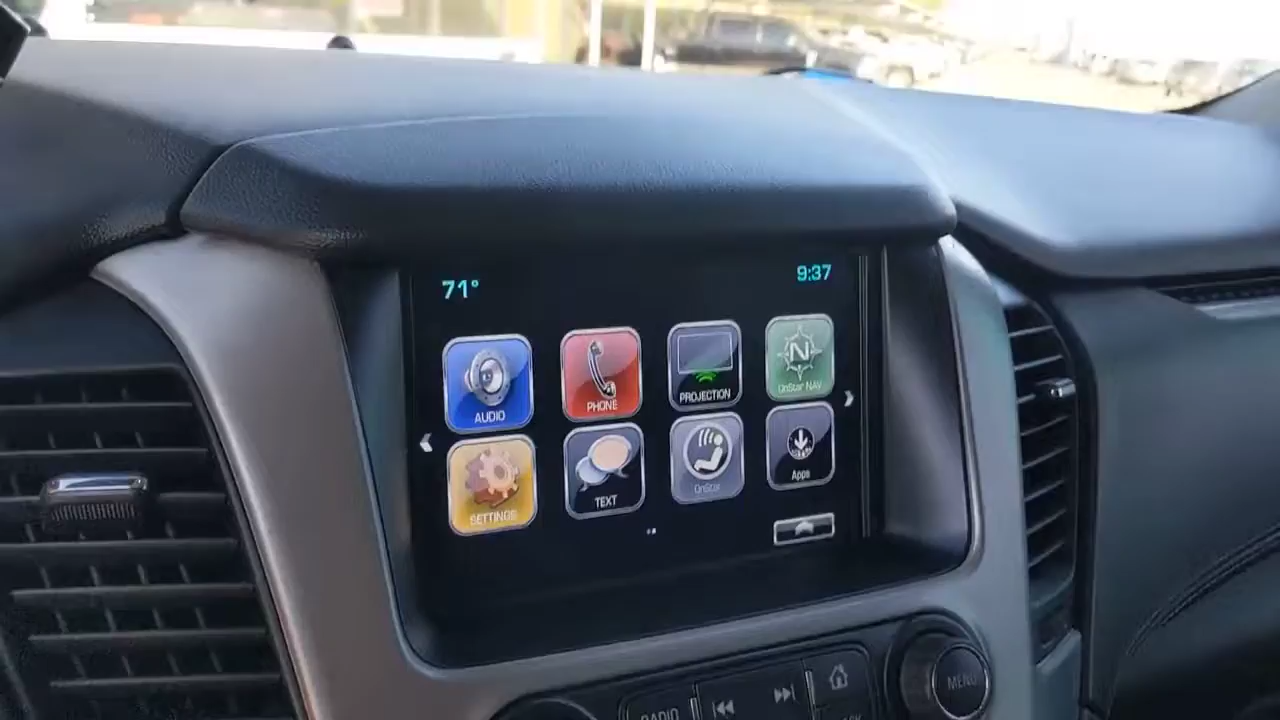 71°
9:37
AUDIO
PHONE
PROJECTION
N
OnStar NAV
SETTINGS
TEXT
OnStar
Apps
RADIO
MENU